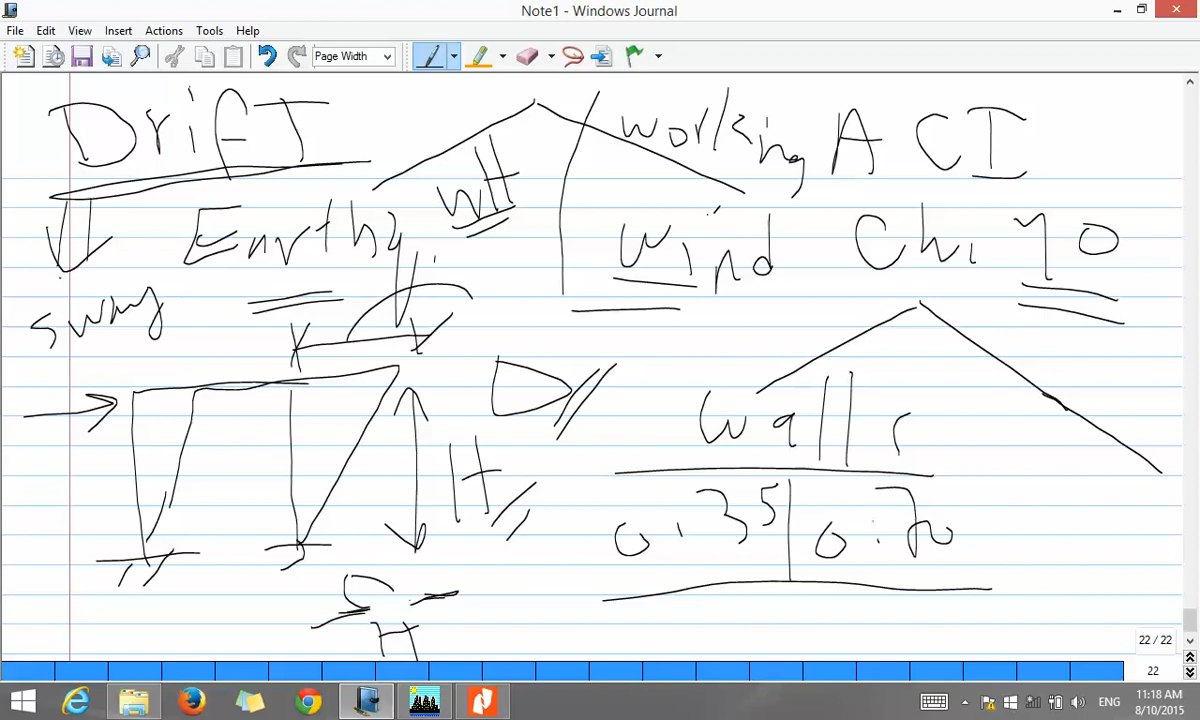 Note1 - Windows Journal
File Edit View Insert Actions Tools Help
Page Width
Drift working ACI
Earthq. wind Chi 10
sway
D
H
Walls
0.35 0.70
H
22 / 22
22
ENG
11:18 AM
8/10/2015